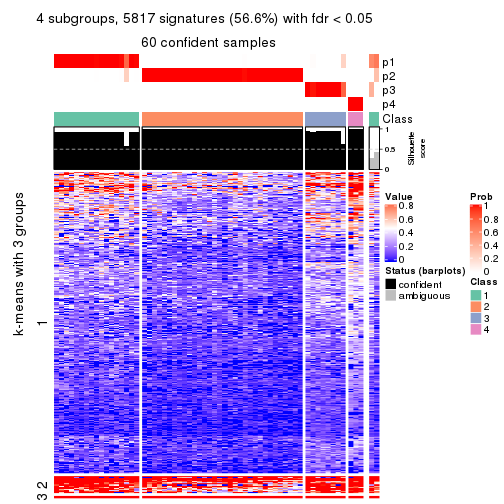 4 subgroups, 5817 signatures (56.6%) with fdr < 0.05
60 confident samples
p1
p2
p3
p4
Class
1
0.5
0
Silhouette
score
k-means with 3 groups
1
2
3
Value
0.8
0.6
0.4
0.2
0
Status (barplots)
confident
ambiguous
Prob
1
0.8
0.6
0.4
0.2
0
Class
1
2
3
4